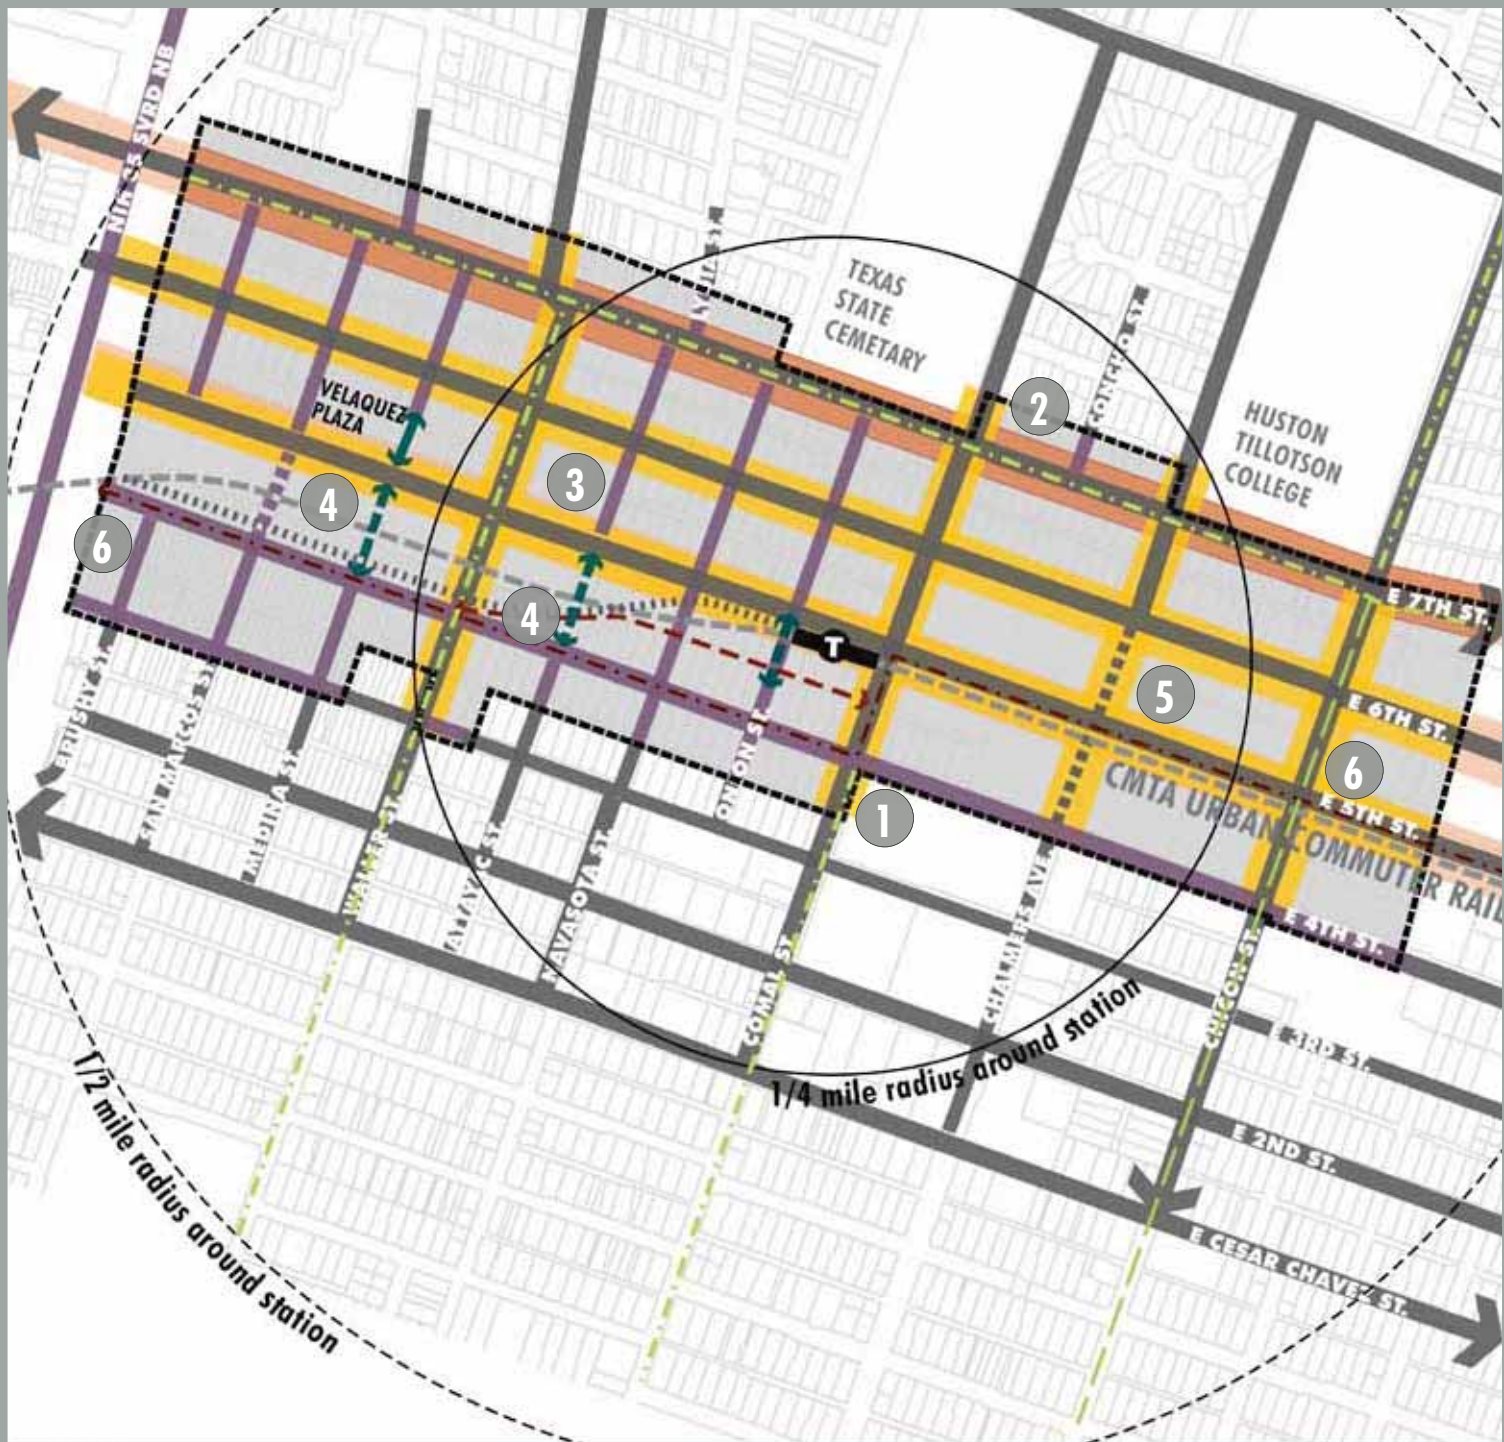 NIH 35 SVRD NB
TEXAS
STATE
CEMETARY
2
CONCHO ST.
HUSTON
TILLOTSON
COLLEGE
VELAQUEZ
PLAZA
3
4
6
E 7TH ST.
4
T
5
E 6TH ST.
6
1
CMTA URBAN COMMUTER RAIL
E 5TH ST.
SAN MARCOS ST.
MEDINA ST.
WALLER ST.
NAVASOTA ST.
COMAL ST.
CHALMERS AVE.
CHICON ST.
E 4TH ST.
E 3RD ST.
E 2ND ST.
E CESAR CHAVEZ ST.
1/4 mile radius around station
1/2 mile radius around station